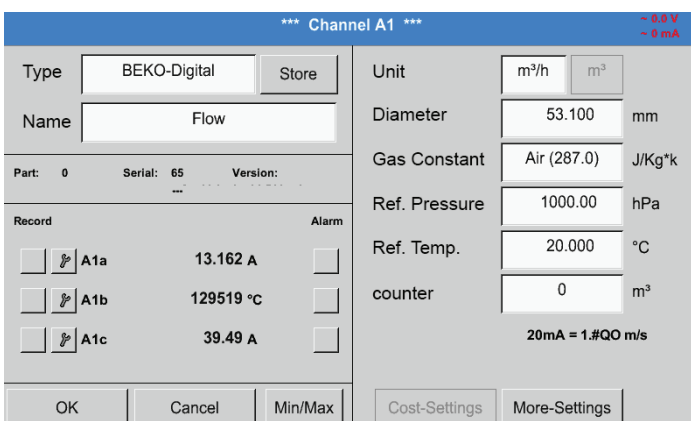 *** Channel A1 ***
~ 0.0 V
~ 0 mA
Type
BEKO-Digital
Store
Name
Flow
Part: 0 Serial: 65 Version:
---
Record
Alarm
A1a 13.162 A
A1b 129519 °C
A1c 39.49 A
OK
Cancel
Min/Max
Unit
m³/h
m³
Diameter
53.100
mm
Gas Constant
Air (287.0)
J/Kg*k
Ref. Pressure
1000.00
hPa
Ref. Temp.
20.000
°C
counter
0
m³
20mA = 1.#QO m/s
Cost-Settings
More-Settings